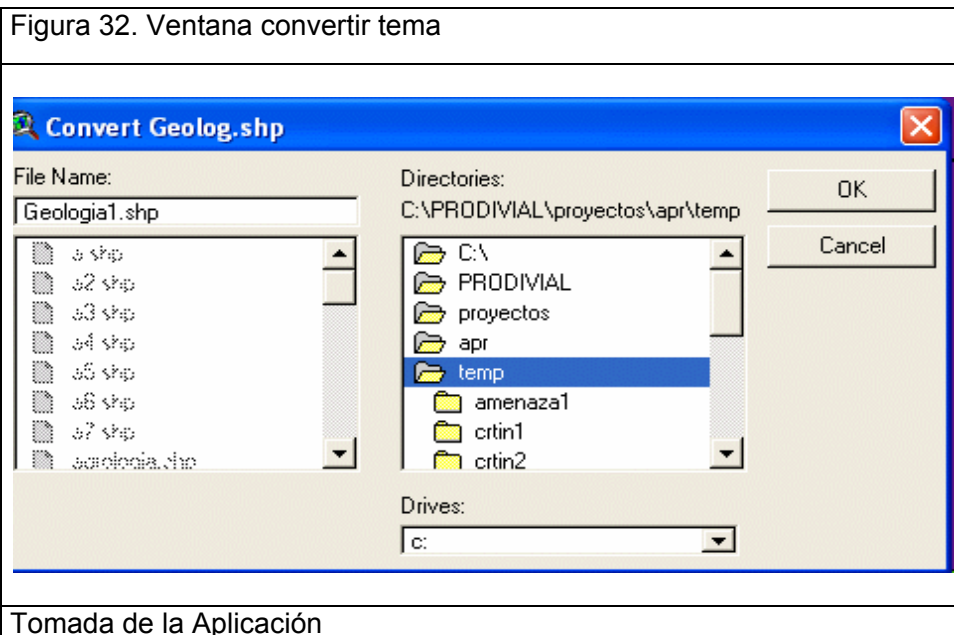 Figura 32. Ventana convertir tema
Convert Geolog.shp
File Name:
Geologia1.shp
a.shp
a2.shp
a3.shp
a4.shp
a5.shp
a6.shp
a7.shp
agrologia.shp
Directories:
C:\PRODIVIAL\proyectos\apr\temp
C:\
PRODIVIAL
proyectos
apr
temp
amenaza1
crtin1
crtin2
Drives:
c:
OK
Cancel
Tomada de la Aplicación